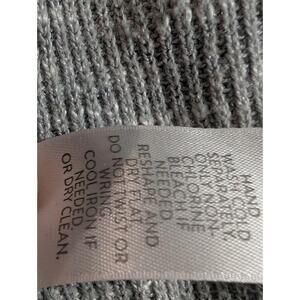 HAND
WASH COLD
SEPARATELY
ONLY NON-
CHLORINE
BLEACH IF
NEEDED.
RESHAPE AND
DRY FLAT
DO NOT TWIST OR
WRING
COOL IRON IF
NEEDED.
OR DRY CLEAN.